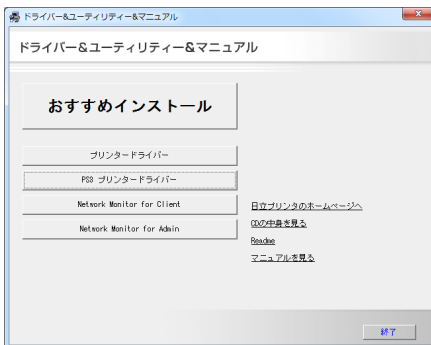 ドライバー&ユーティリティー&マニュアル
ドライバー&ユーティリティー&マニュアル
おすすめインストール
プリンタードライバー
PS3 プリンタードライバー
Network Monitor for Client
Network Monitor for Admin
日立プリンタのホームページへ
CDの中身を見る
Readme
マニュアルを見る
終了